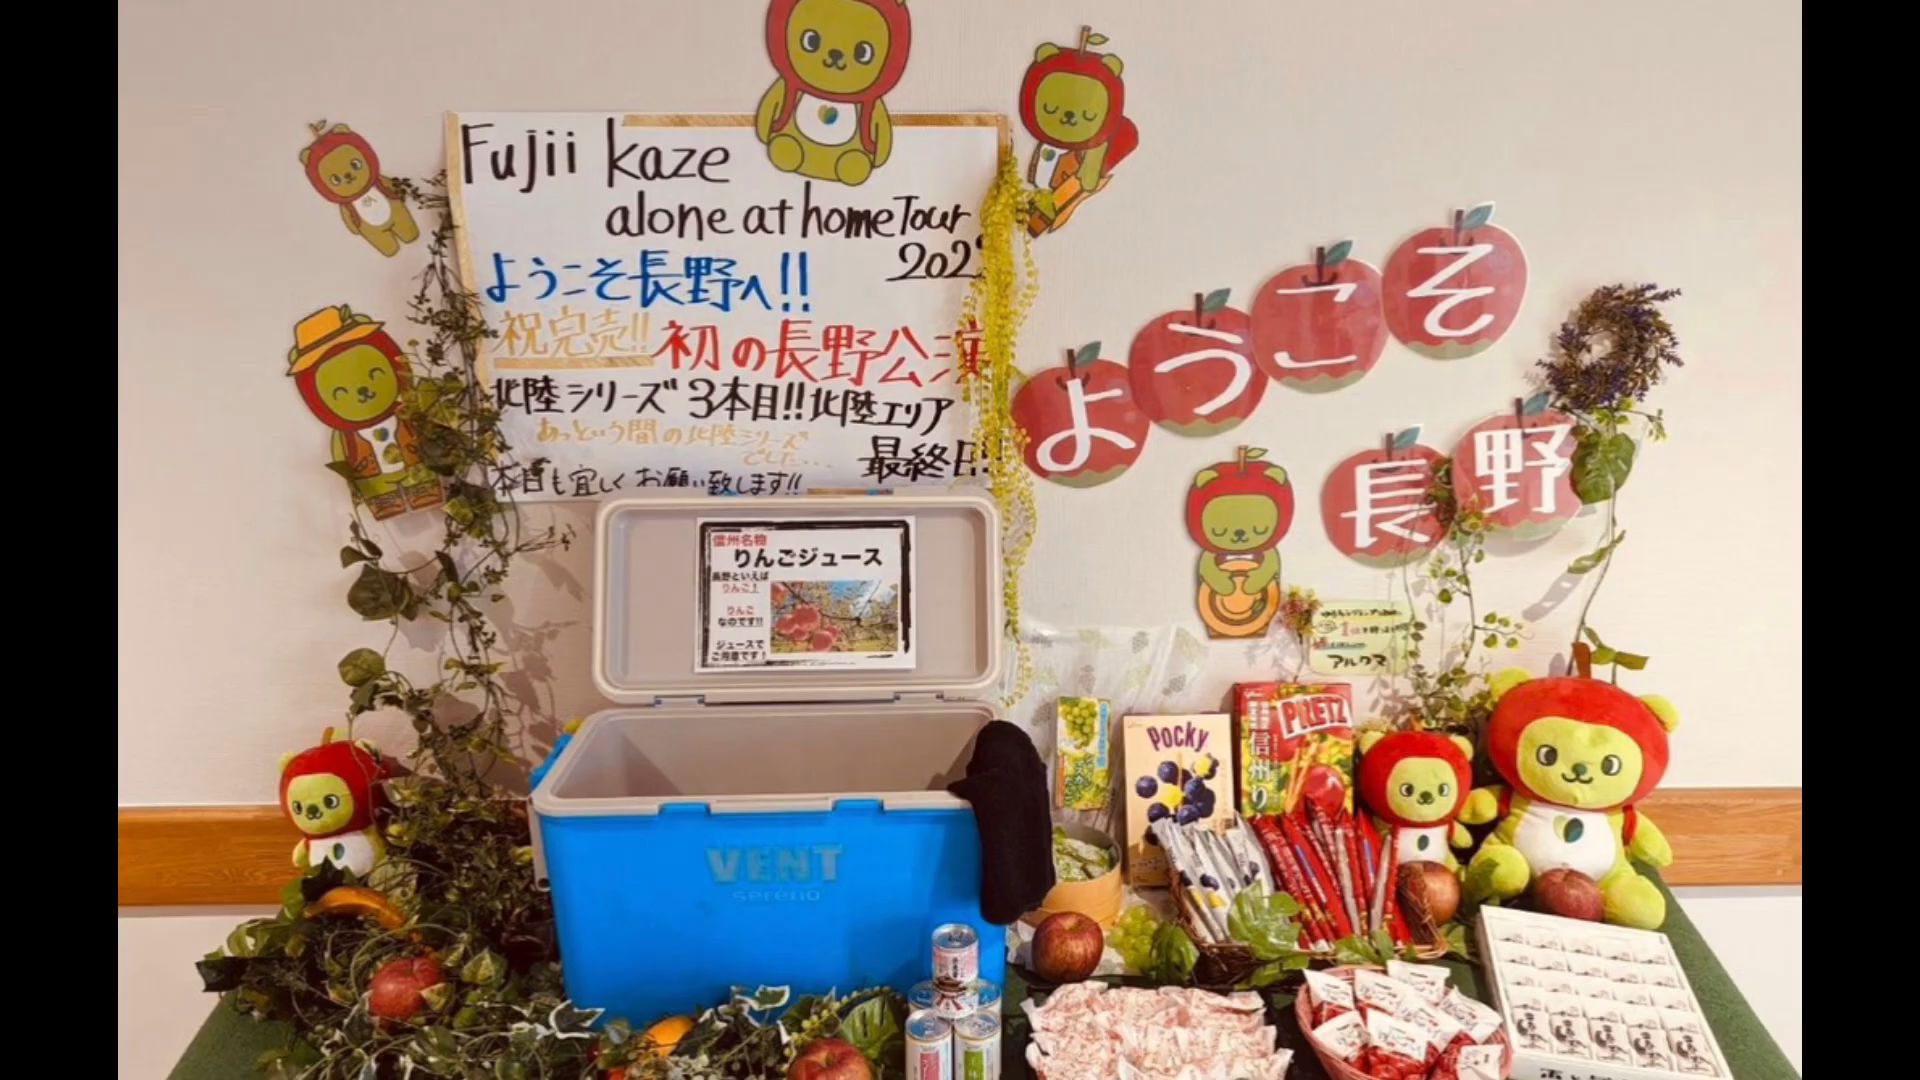 Fujii kaze
alone at home Tour
202
ようこそ長野へ!!
祝完売!! 初の長野公演
北陸シリーズ 3本目!! 北陸エリア
あっという間の北陸シリーズ
でした...
最終日!!
本日も宜しくお願い致します!!
ようこそ
長野
信州名物
りんごジュース
長野といえば
りんご!
りんご
なのです!!
ジュースで
ご用意です!
アルクマ
Pocky
PRETZ
信州り
VENT
sereno